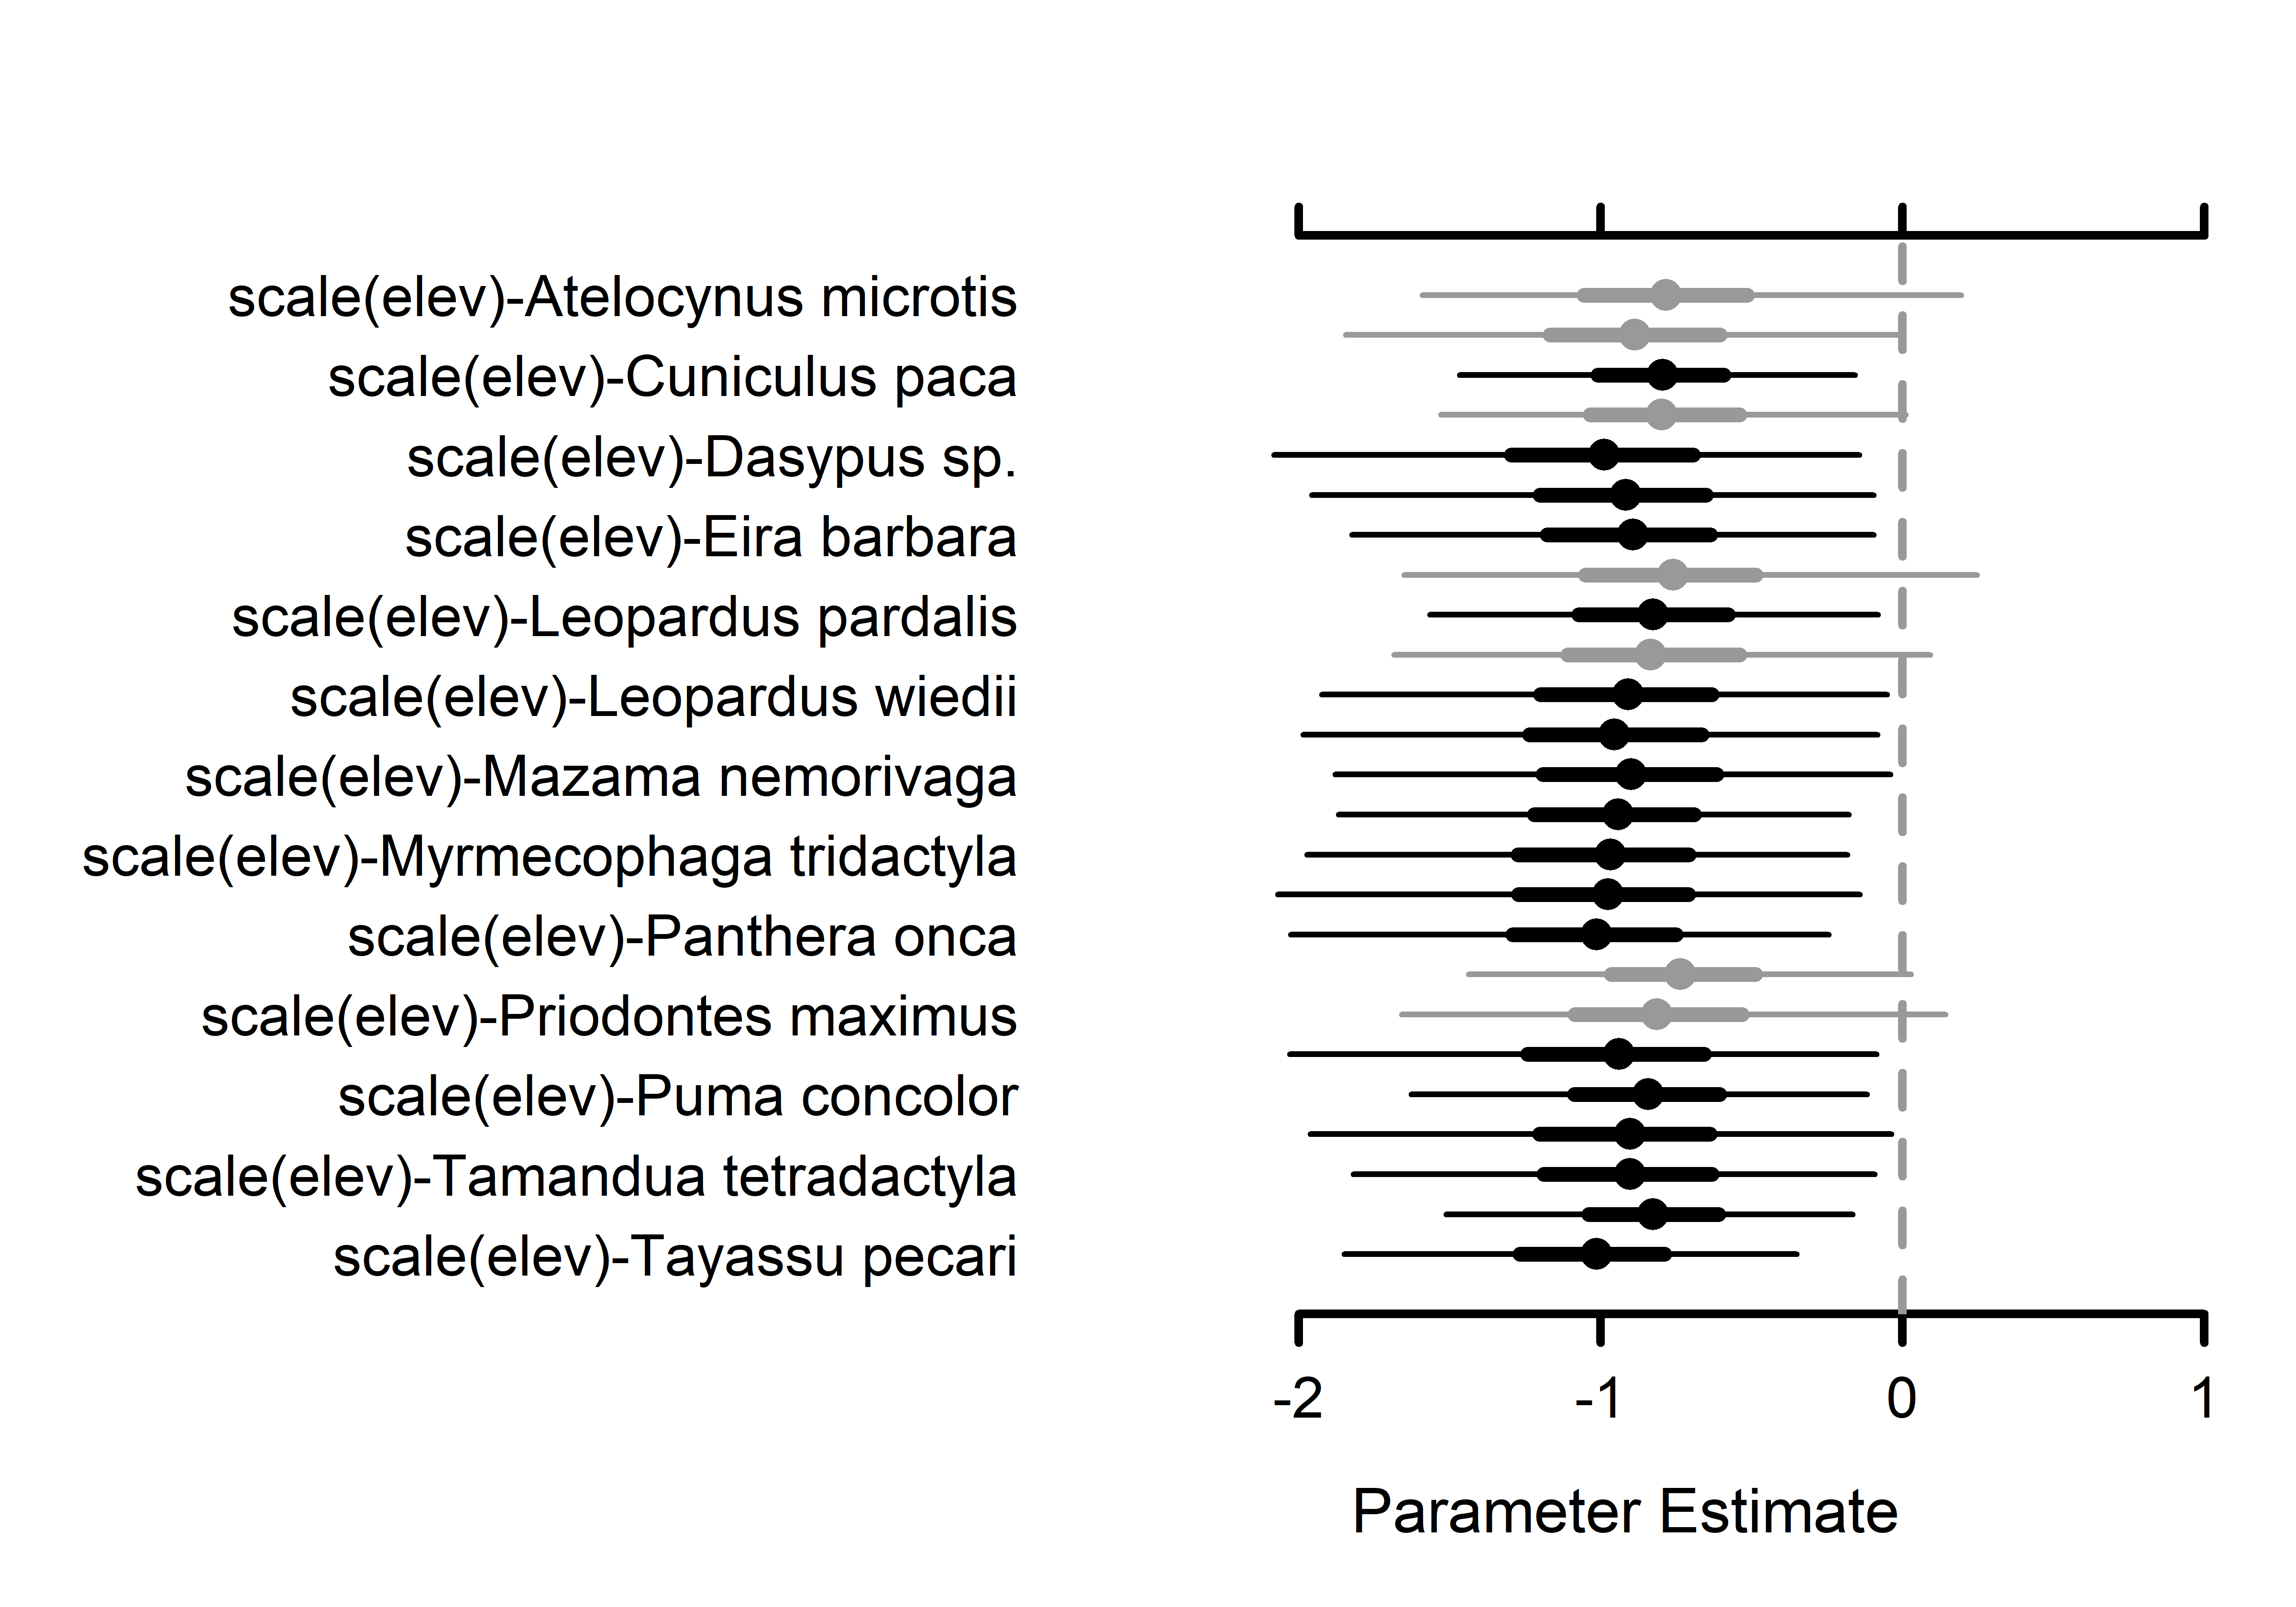 scale(elev)-Atelocynus microtis
scale(elev)-Cuniculus paca
scale(elev)-Dasypus sp.
scale(elev)-Eira barbara
scale(elev)-Leopardus pardalis
scale(elev)-Leopardus wiedii
scale(elev)-Mazama nemorivaga
scale(elev)-Myrmecophaga tridactyla
scale(elev)-Panthera onca
scale(elev)-Priodontes maximus
scale(elev)-Puma concolor
scale(elev)-Tamandua tetradactyla
scale(elev)-Tayassu pecari
-2 -1 0 1
Parameter Estimate